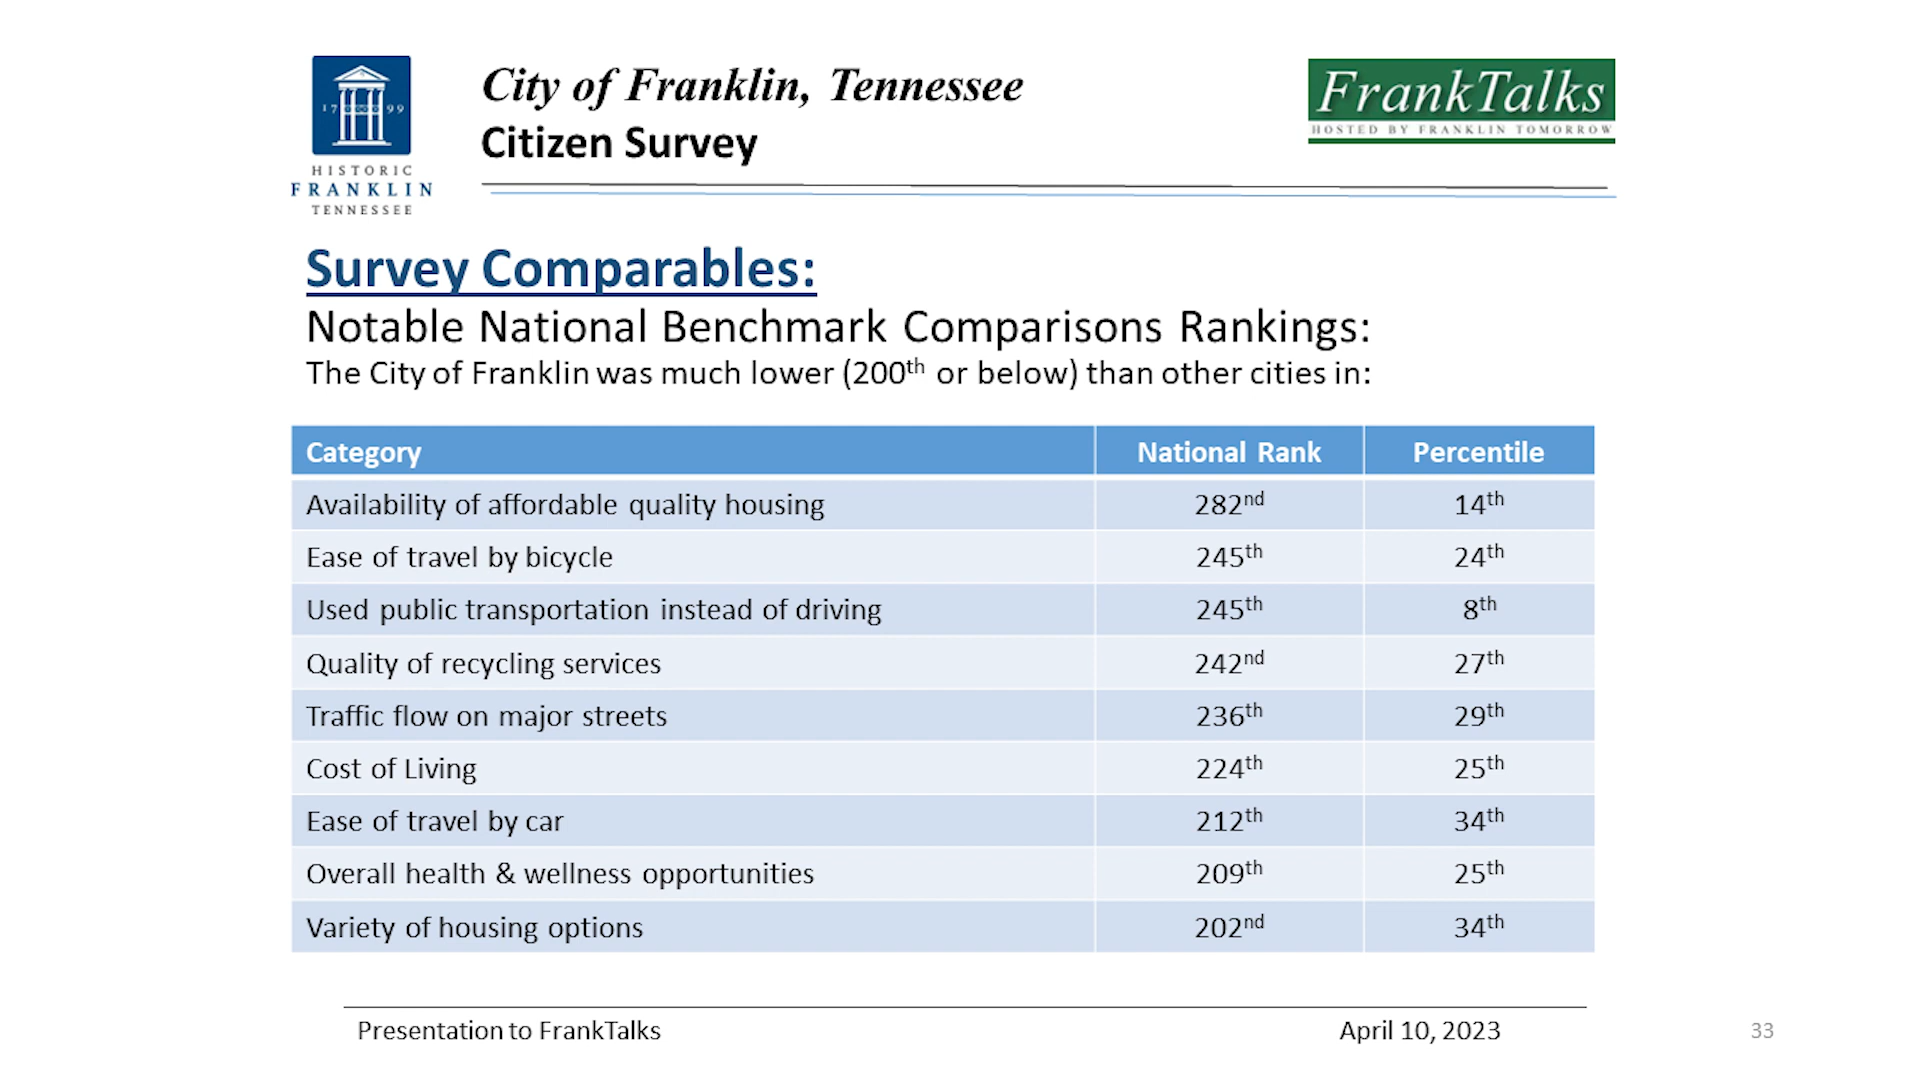 City of Franklin, Tennessee
Citizen Survey
17 99
HISTORIC
FRANKLIN
TENNESSEE
FrankTalks
HOSTED BY FRANKLIN TOMORROW
Survey Comparables:
Notable National Benchmark Comparisons Rankings:
The City of Franklin was much lower (200th or below) than other cities in:
Category National Rank Percentile
Availability of affordable quality housing 282nd 14th
Ease of travel by bicycle 245th 24th
Used public transportation instead of driving 245th 8th
Quality of recycling services 242nd 27th
Traffic flow on major streets 236th 29th
Cost of Living 224th 25th
Ease of travel by car 212th 34th
Overall health & wellness opportunities 209th 25th
Variety of housing options 202nd 34th
Presentation to FrankTalks April 10, 2023 33